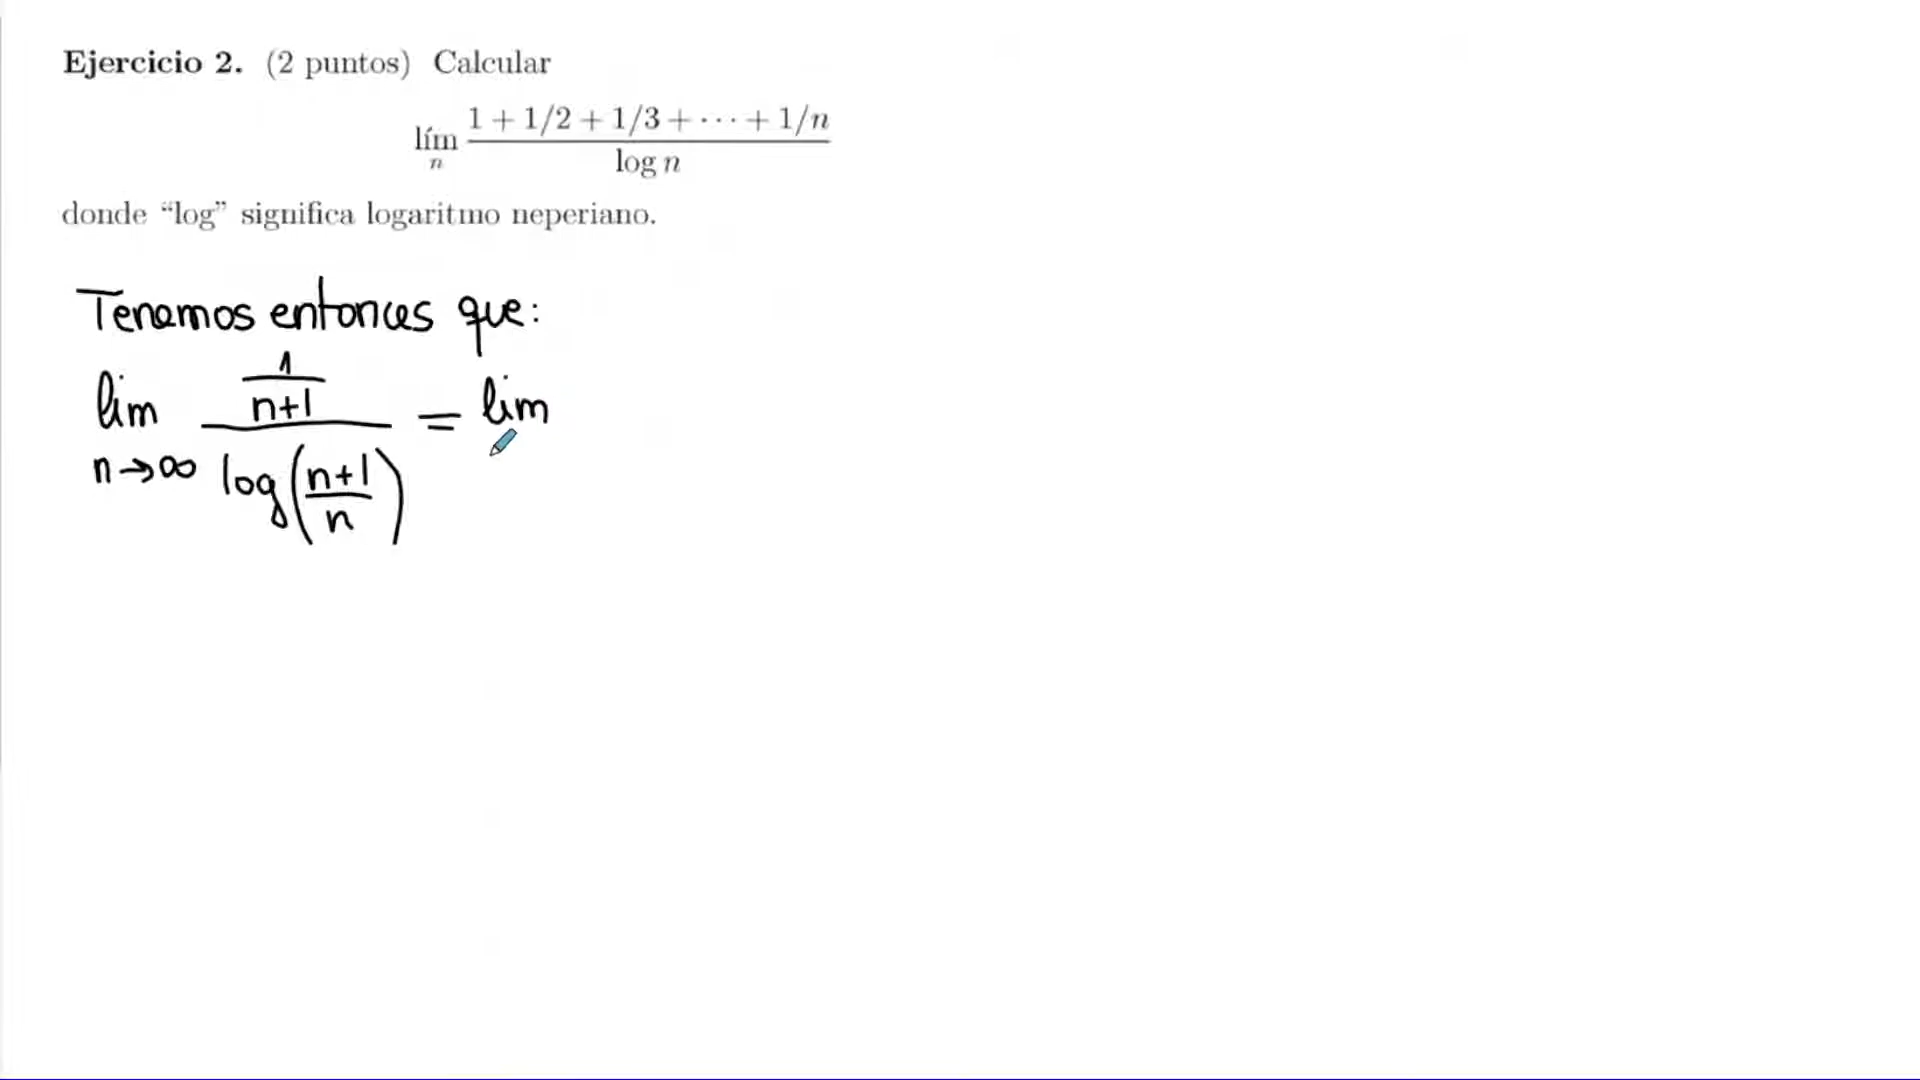 Ejercicio 2. (2 puntos) Calcular
lím_n (1 + 1/2 + 1/3 + ··· + 1/n) / (log n)
donde “log” significa logaritmo neperiano.
Tenemos entonces que:
lim_{n→∞} (1/(n+1)) / (log((n+1)/n)) = lim